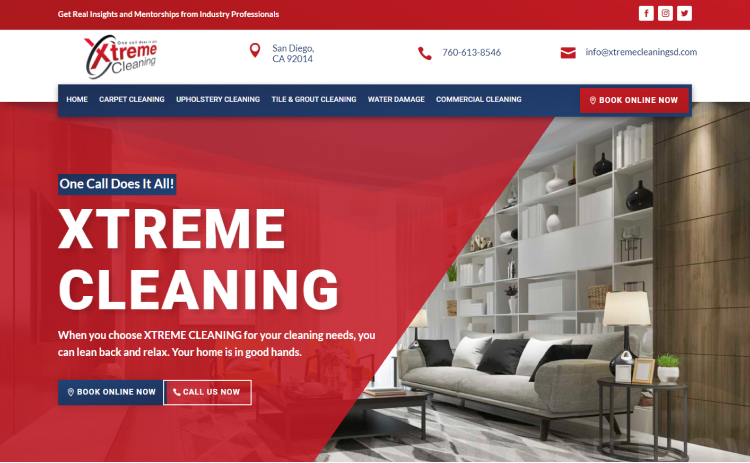 Get Real Insights and Mentorships from Industry Professionals
One call does it all
Xtreme
Cleaning
San Diego,
CA 92014
760-613-8546
info@xtremecleaningsd.com
HOME CARPET CLEANING UPHOLSTERY CLEANING TILE & GROUT CLEANING WATER DAMAGE COMMERCIAL CLEANING BOOK ONLINE NOW
One Call Does It All!
XTREME
CLEANING
When you choose XTREME CLEANING for your cleaning needs, you
can lean back and relax. Your home is in good hands.
BOOK ONLINE NOW CALL US NOW